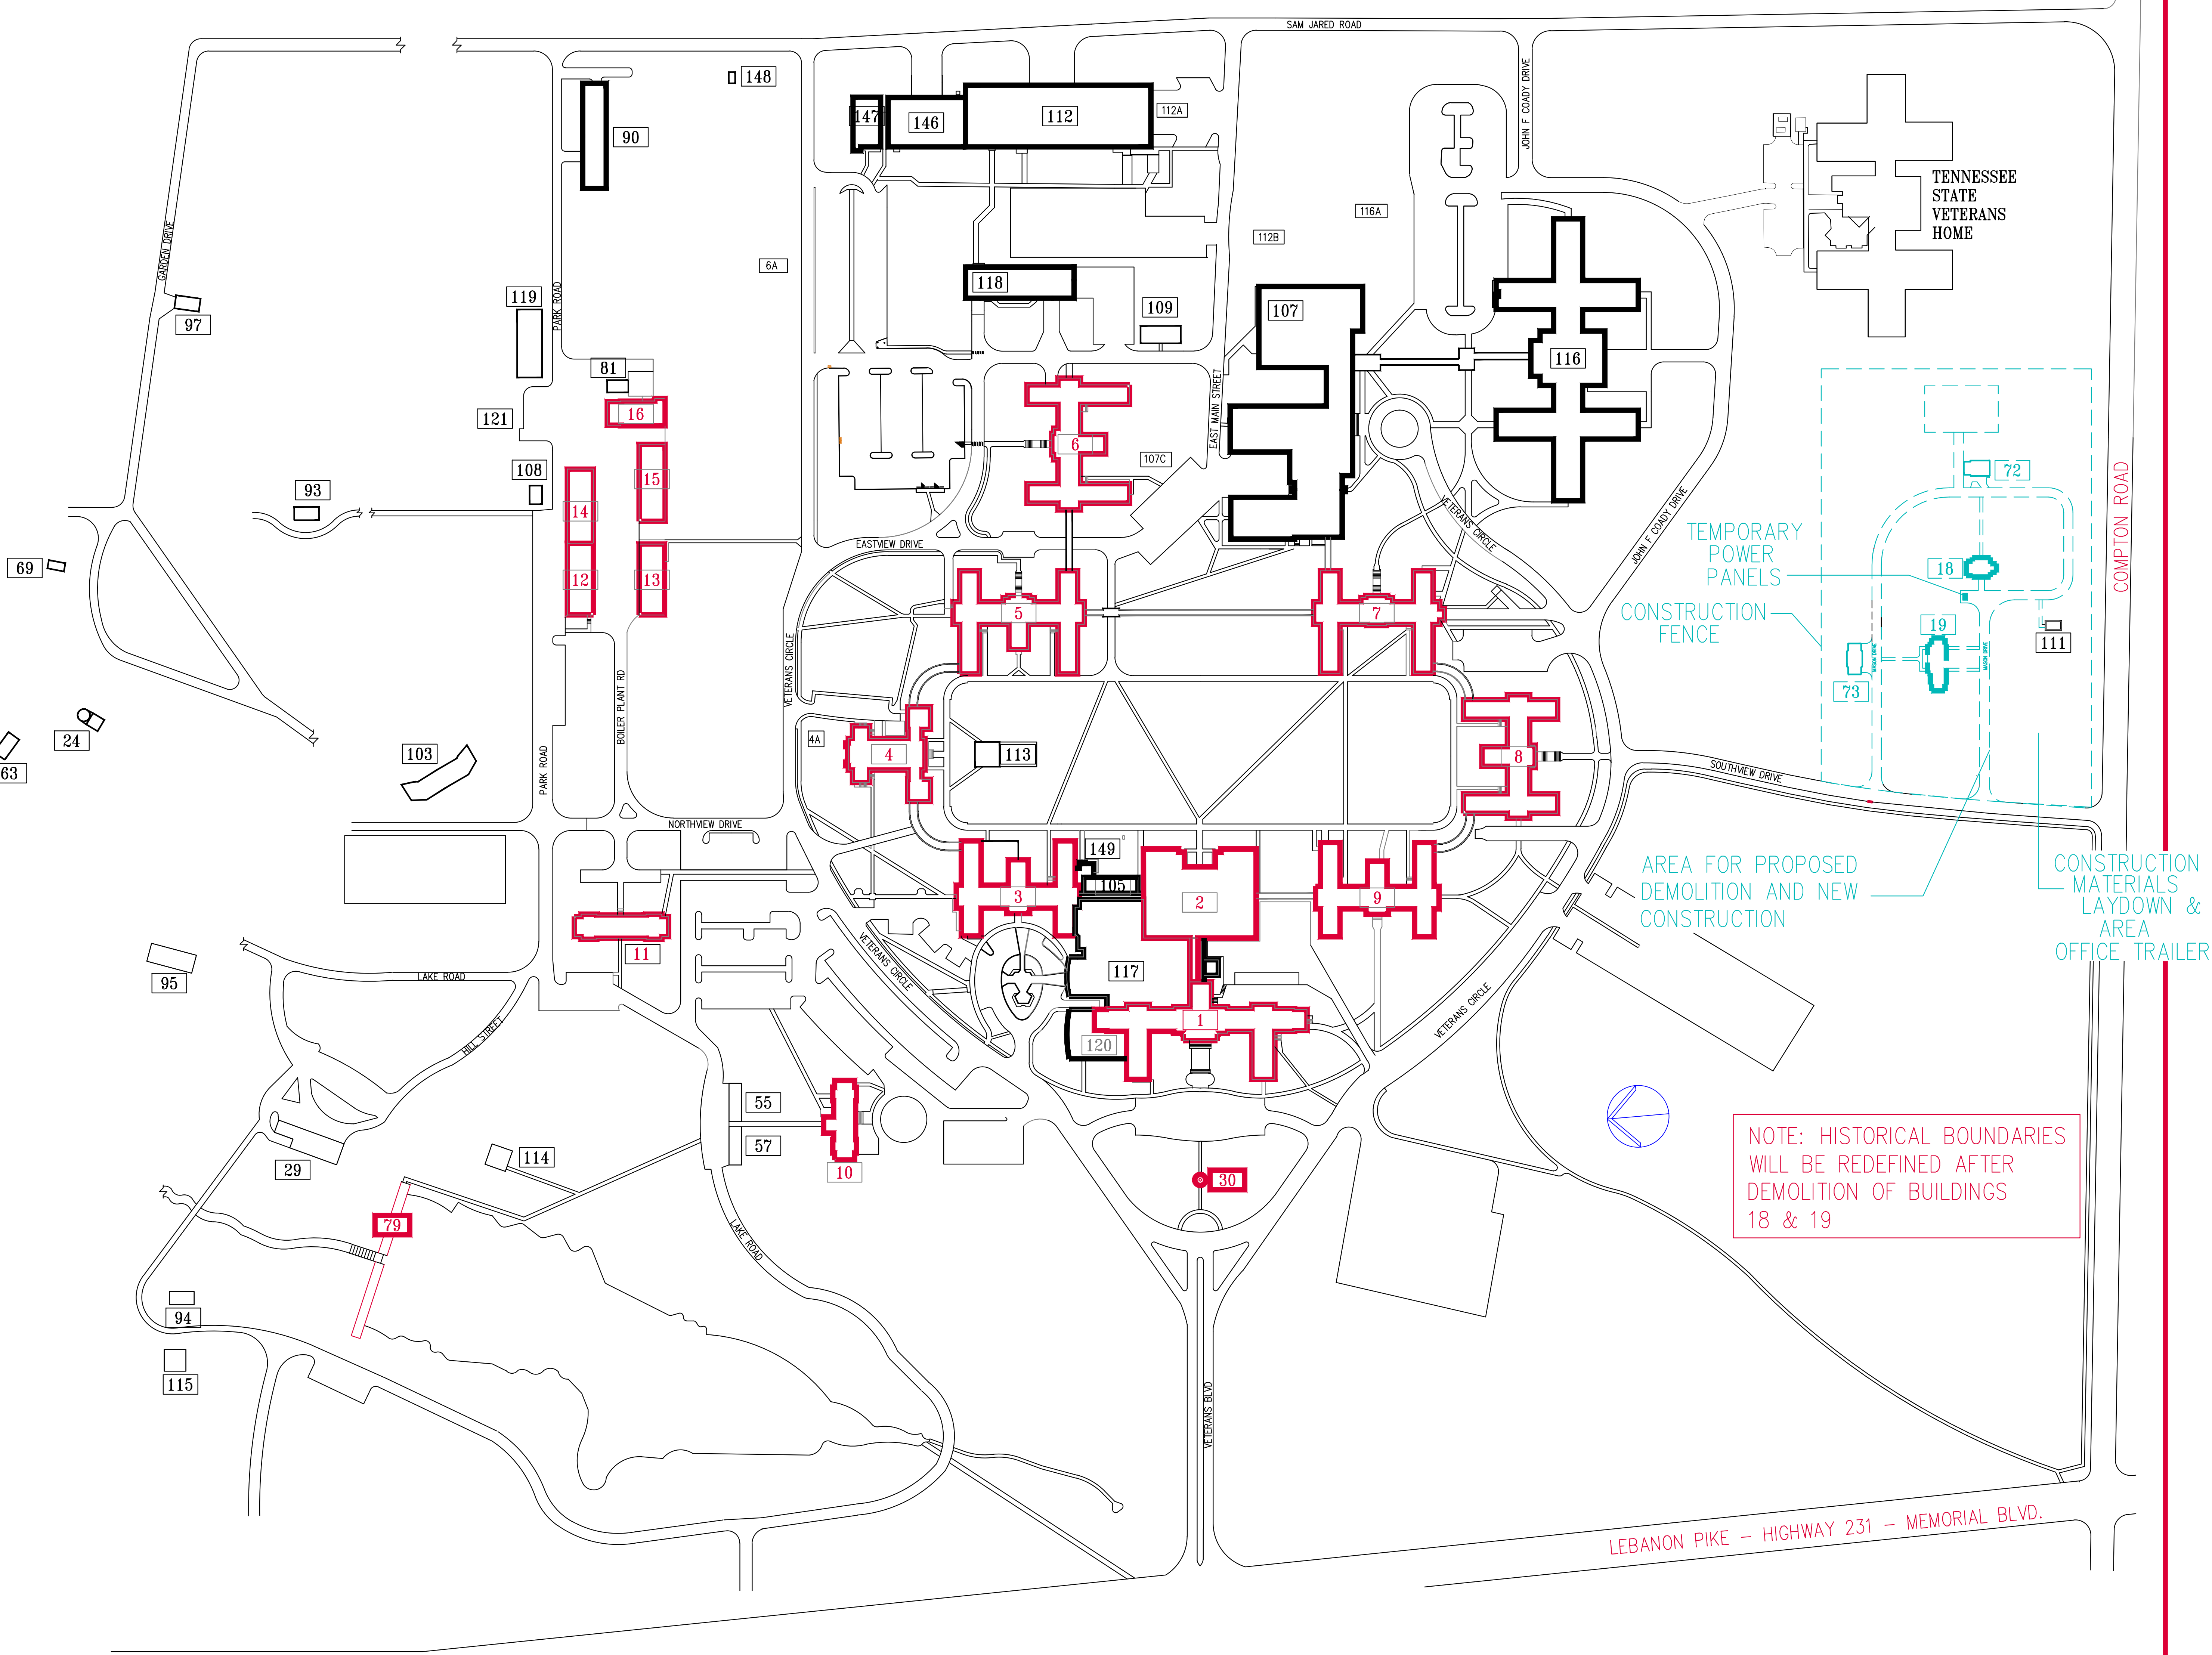 SAM JARED ROAD
148
90
147
146
112
112A
JOHN F COADY DRIVE
TENNESSEE
STATE
VETERANS
HOME
116A
112B
6A
GARDEN DRIVE
97
119
PARK ROAD
118
109
107
116
81
16
121
EAST MAIN STREET
6
107C
108
15
93
14
VETERANS CIRCLE
JOHN F COADY DRIVE
72
COMPTON ROAD
TEMPORARY
POWER
PANELS
EASTVIEW DRIVE
69
12
13
18
CONSTRUCTION
FENCE
5
7
19
111
VETERANS CIRCLE
BOILER PLANT RD
MASON DRIVE
MASON DRIVE
73
24
63
103
PARK ROAD
4A
4
113
8
SOUTHVIEW DRIVE
NORTHVIEW DRIVE
149
105
3
2
9
AREA FOR PROPOSED
DEMOLITION AND NEW
CONSTRUCTION
CONSTRUCTION
MATERIALS
LAYDOWN &
AREA
OFFICE TRAILER
11
95
LAKE ROAD
VETERANS CIRCLE
117
HILL STREET
VETERANS CIRCLE
1
120
55
57
29
114
10
30
79
LAKE ROAD
NOTE: HISTORICAL BOUNDARIES
WILL BE REDEFINED AFTER
DEMOLITION OF BUILDINGS
18 & 19
94
115
VETERANS BLVD
LEBANON PIKE - HIGHWAY 231 - MEMORIAL BLVD.